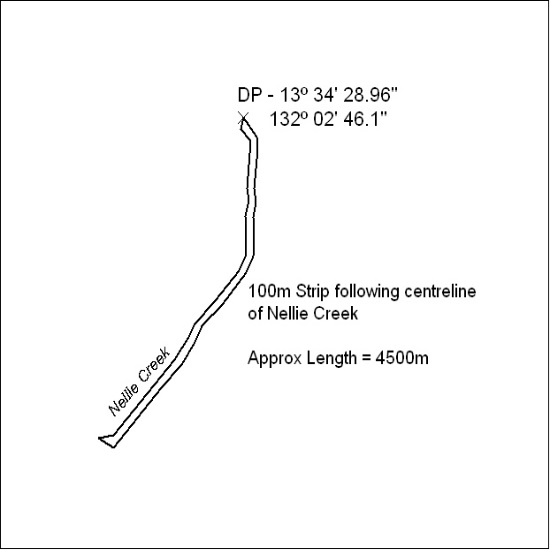 DP - 13º 34' 28.96"
132º 02' 46.1"
100m Strip following centreline
of Nellie Creek
Approx Length = 4500m
Nellie Creek